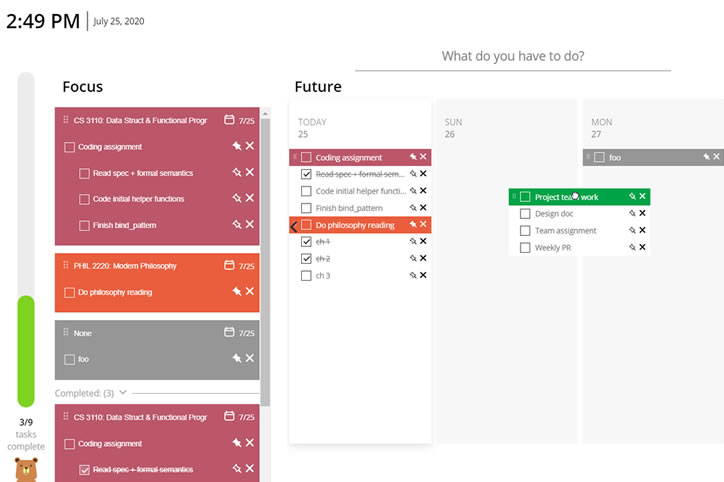 2:49 PM July 25, 2020
What do you have to do?
Focus
CS 3110: Data Struct & Functional Progr 7/25
Coding assignment
Read spec + formal semantics
Code initial helper functions
Finish bind_pattern
PHIL 2220: Modern Philosophy 7/25
Do philosophy reading
None 7/25
foo
Completed: (3)
CS 3110: Data Struct & Functional Progr 7/25
Coding assignment
Read spec + formal semantics
3/9
tasks
complete
Future
TODAY
25
Coding assignment
Read spec + formal sem...
Code initial helper functi...
Finish bind_pattern
Do philosophy reading
ch 1
ch 2
ch 3
SUN
26
Project team work
Design doc
Team assignment
Weekly PR
MON
27
foo